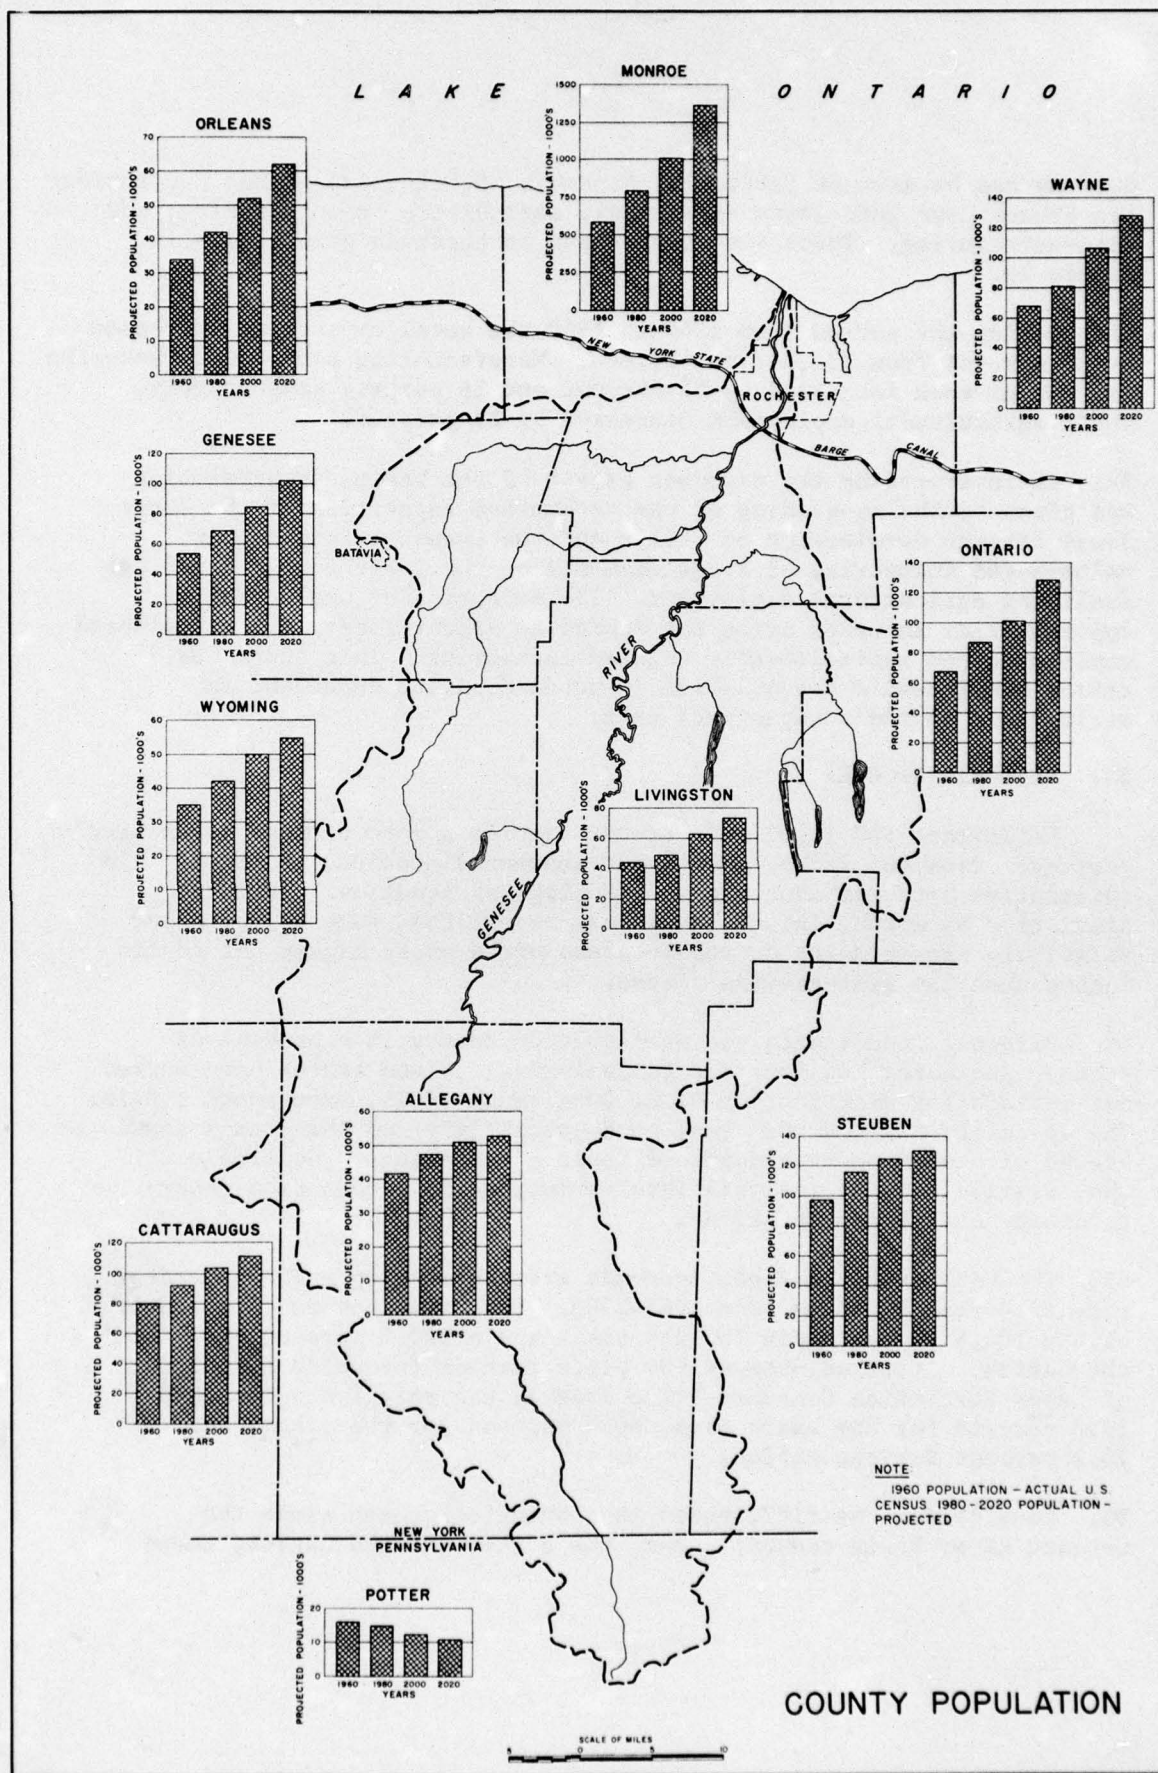 LAKE ONTARIO
MONROE
PROJECTED POPULATION - 1000'S
1500
1250
1000
750
500
250
0
1960 1980 2000 2020
YEARS
ORLEANS
PROJECTED POPULATION - 1000'S
70
60
50
40
30
20
10
0
1960 1980 2000 2020
YEARS
WAYNE
PROJECTED POPULATION - 1000'S
140
120
100
80
60
40
20
0
1960 1980 2000 2020
YEARS
NEW YORK STATE
BARGE CANAL
ROCHESTER
GENESEE
PROJECTED POPULATION - 1000'S
120
100
80
60
40
20
0
1960 1980 2000 2020
YEARS
BATAVIA
ONTARIO
PROJECTED POPULATION - 1000'S
140
120
100
80
60
40
20
0
1960 1980 2000 2020
YEARS
WYOMING
PROJECTED POPULATION - 1000'S
60
50
40
30
20
10
0
1960 1980 2000 2020
YEARS
GENESEE RIVER
LIVINGSTON
PROJECTED POPULATION - 1000'S
80
60
40
20
0
1960 1980 2000 2020
YEARS
ALLEGANY
PROJECTED POPULATION - 1000'S
60
50
40
30
20
10
0
1960 1980 2000 2020
YEARS
STEUBEN
PROJECTED POPULATION - 1000'S
140
120
100
80
60
40
20
0
1960 1980 2000 2020
YEARS
CATTARAUGUS
PROJECTED POPULATION - 1000'S
120
100
80
60
40
20
0
1960 1980 2000 2020
YEARS
NOTE:
1960 POPULATION - ACTUAL U.S.
CENSUS 1980-2020 POPULATION -
PROJECTED
NEW YORK
PENNSYLVANIA
POTTER
PROJECTED POPULATION - 1000'S
20
10
0
1960 1980 2000 2020
YEARS
COUNTY POPULATION
SCALE OF MILES
5 0 5 10